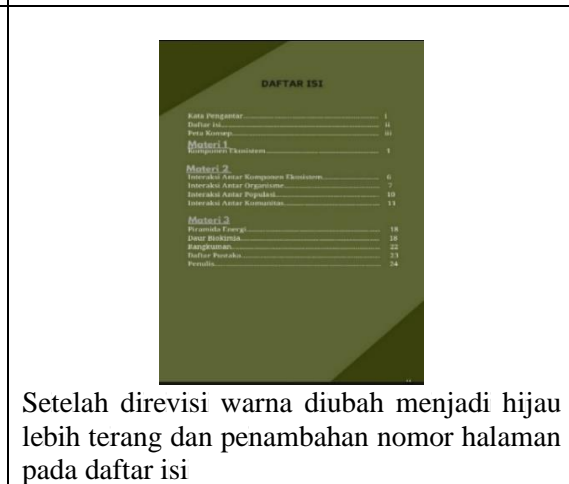 DAFTAR ISI
Kata Pengantar i
Daftar isi ii
Peta Konsep iii
Materi 1
Komponen Ekosistem 1
Materi 2
Interaksi Antar Komponen Ekosistem 6
Interaksi Antar Organisme 7
Interaksi Antar Populasi 10
Interaksi Antar Komunitas 11
Materi 3
Piramida Energi 18
Daur Biokimia 18
Rangkuman 22
Daftar Pustaka 23
Penulis 24
Setelah direvisi warna diubah menjadi hijau
lebih terang dan penambahan nomor halaman
pada daftar isi